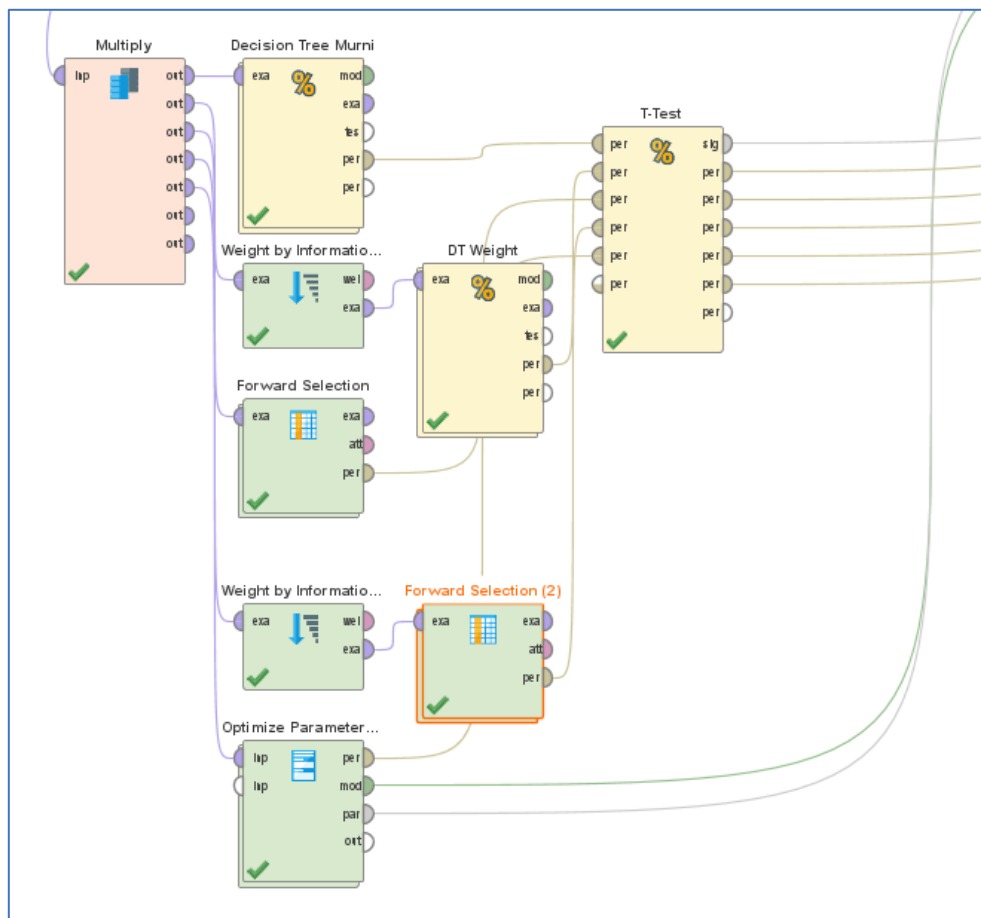 Multiply
inp
out
out
out
out
out
out
out
Decision Tree Murni
exa
mod
exa
tes
per
per
T-Test
per
per
per
per
per
per
sig
per
per
per
per
per
per
Weight by Informatio...
exa
wei
exa
DT Weight
exa
mod
exa
tes
per
per
Forward Selection
exa
exa
att
per
Weight by Informatio...
exa
wei
exa
Forward Selection (2)
exa
exa
att
per
Optimize Parameter...
inp
inp
per
mod
par
out